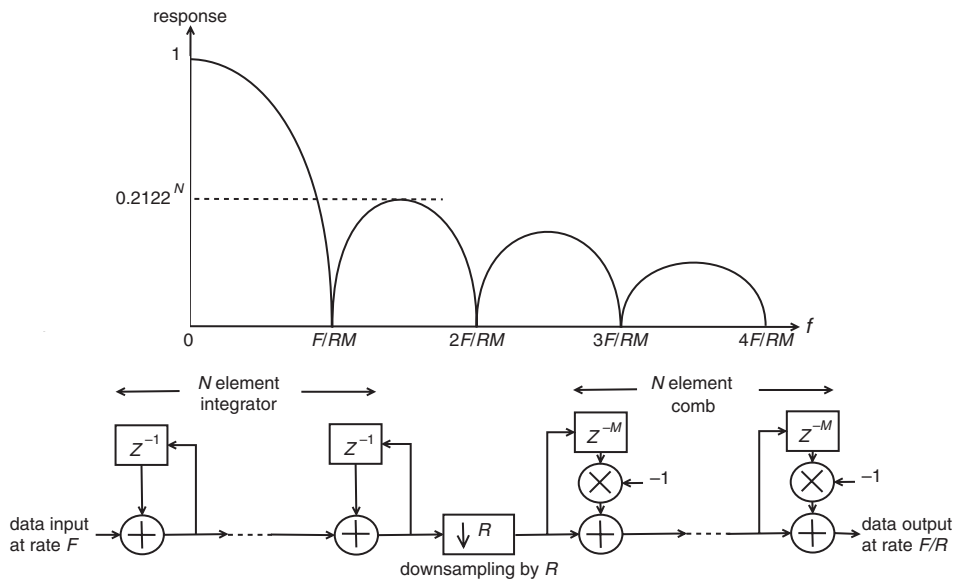 response
1
0.2122^N
f
0 F/RM 2F/RM 3F/RM 4F/RM
N element
integrator
N element
comb
Z^–1
Z^–1
Z^–M
Z^–M
–1
–1
data input
at rate F
R
data output
at rate F/R
downsampling by R